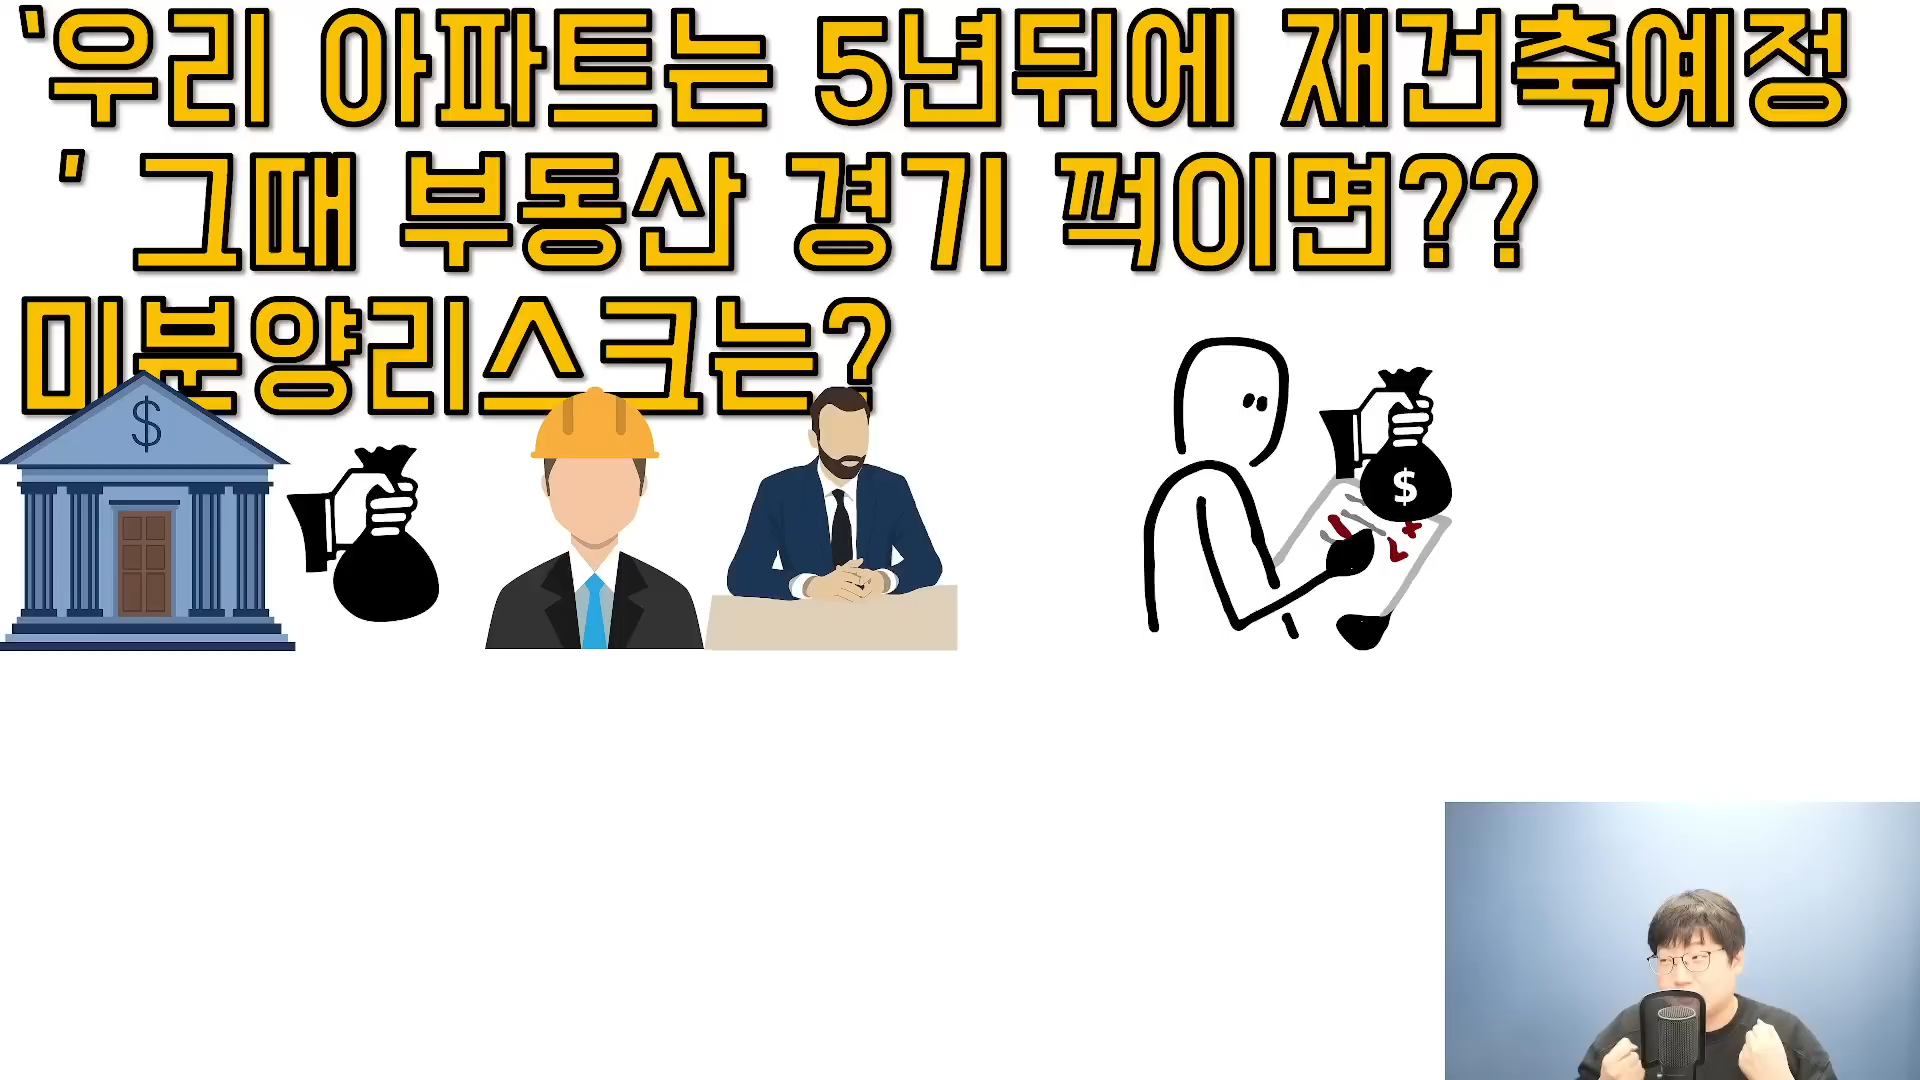 ‘우리 아파트는 5년뒤에 재건축예정
’ 그때 부동산 경기 꺽이면??
미분양리스크는?
$
$